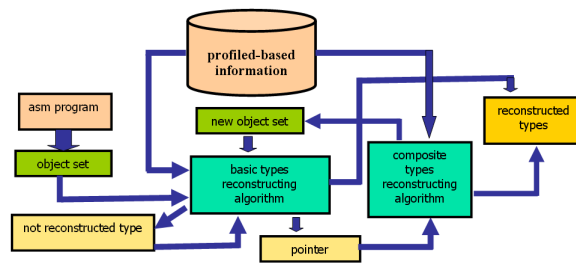 profiled-based
information
asm program
new object set
reconstructed
types
object set
basic types
reconstructing
algorithm
composite
types
reconstructing
algorithm
not reconstructed type
pointer